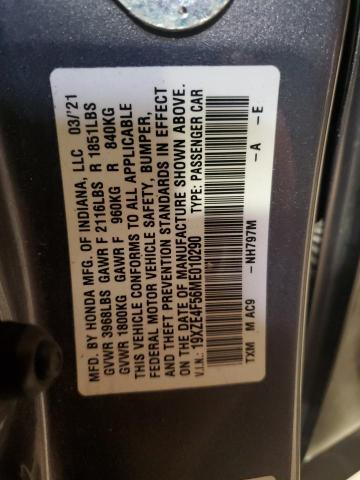 MFD. BY HONDA MFG. OF INDIANA, LLC 03/'21
GVWR 3968LBS GAWR F 2116LBS R 1851LBS
GVWR 1800KG GAWR F 960KG R 840KG
THIS VEHICLE CONFORMS TO ALL APPLICABLE
FEDERAL MOTOR VEHICLE SAFETY, BUMPER,
AND THEFT PREVENTION STANDARDS IN EFFECT
ON THE DATE OF MANUFACTURE SHOWN ABOVE.
V.I.N.: 19XZE4F56ME010290 TYPE: PASSENGER CAR
TXM M AC9 -NH797M -A -E